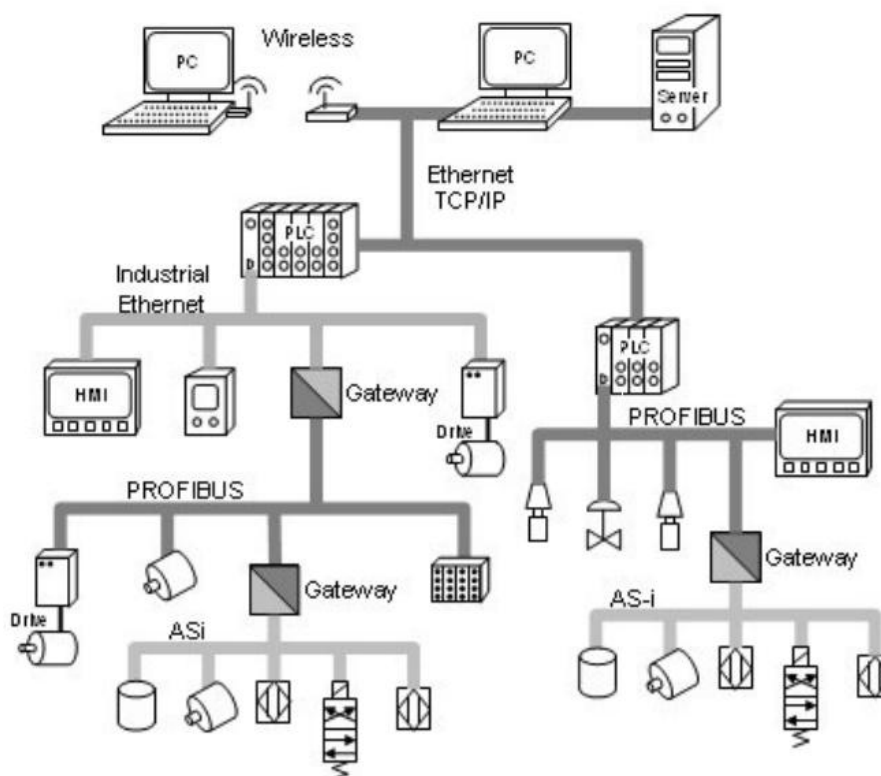 Wireless
PC
PC
Server
Ethernet
TCP/IP
PLC
Industrial
Ethernet
PLC
HMI
Gateway
Drive
PROFIBUS
HMI
PROFIBUS
Gateway
Gateway
Drive
ASi
AS-i